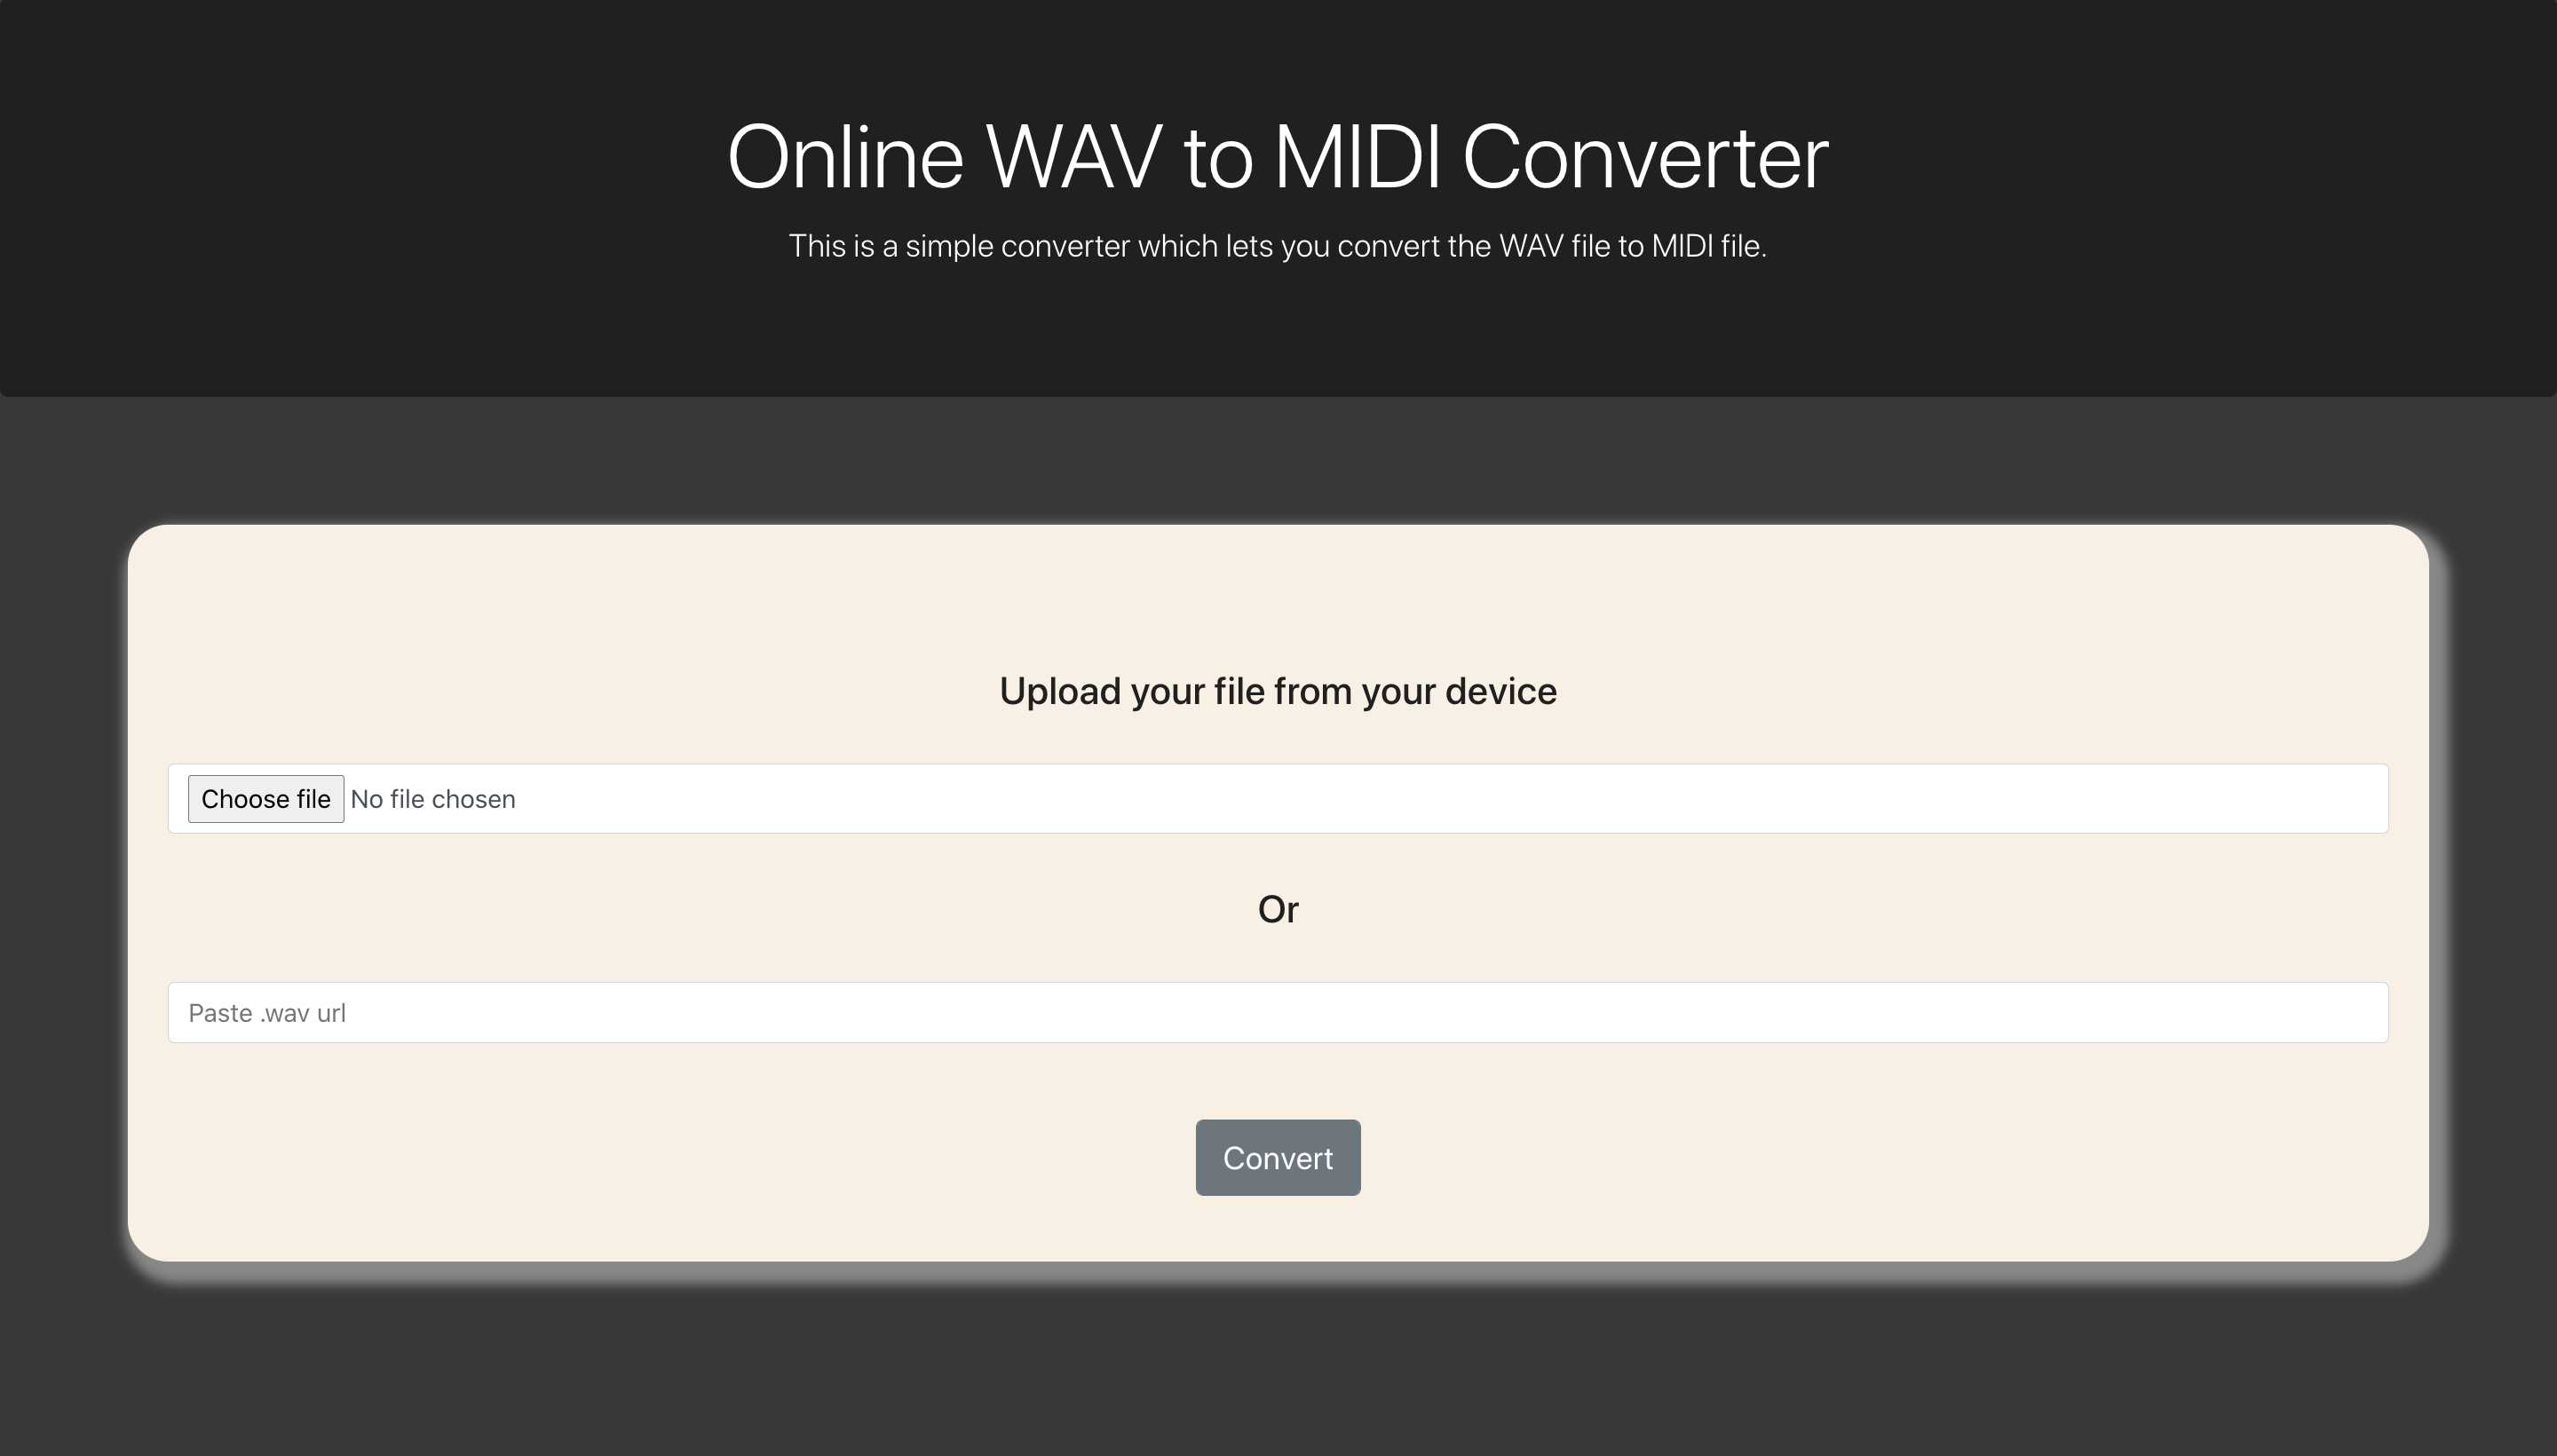 Online WAV to MIDI Converter
This is a simple converter which lets you convert the WAV file to MIDI file.
Upload your file from your device
Choose file No file chosen
Or
Paste .wav url
Convert